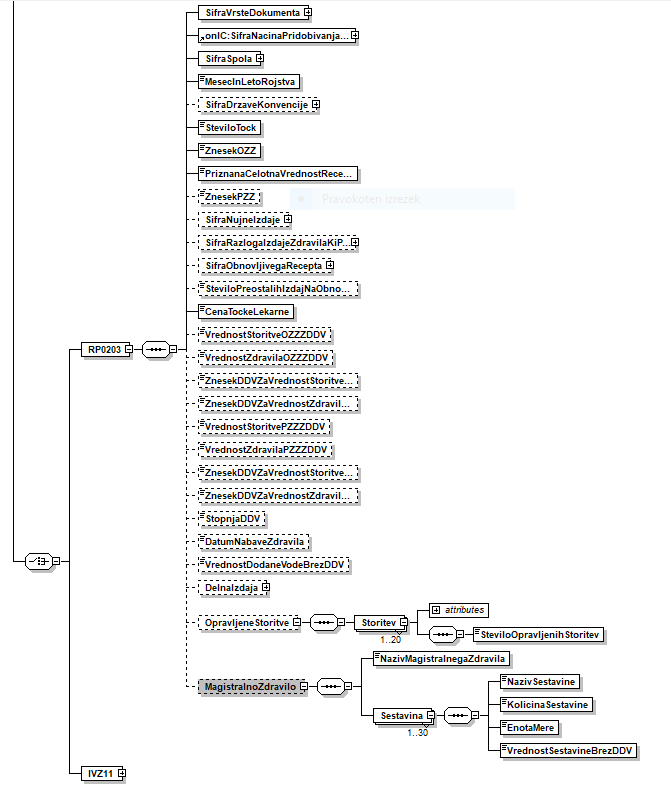 SifraVrsteDokumenta
onIC:SifraNacinaPridobivanja...
SifraSpola
MesecInLetoRojstva
SifraDrzaveKonvencije
SteviloTock
ZnesekOZZ
PriznanaCelotnaVrednostRece...
ZnesekPZZ
Pravokoten izrezek
SifraNujneIzdaje
SifraRazlogaIzdajeZdravilaKiP...
SifraObnovljivegaRecepta
SteviloPreostalihIzdajNaObno...
CenaTockeLekarne
VrednostStoritveOZZZDDV
RP0203
VrednostZdravilaOZZZDDV
ZnesekDDVZaVrednostStoritve...
ZnesekDDVZaVrednostZdravil...
VrednostStoritvePZZZDDV
VrednostZdravilaPZZZDDV
ZnesekDDVZaVrednostStoritve...
ZnesekDDVZaVrednostZdravil...
StopnjaDDV
DatumNabaveZdravila
VrednostDodaneVodeBrezDDV
DelnaIzdaja
OpravljeneStoritve
Storitev
1..20
attributes
SteviloOpravljenihStoritev
MagistralnoZdravilo
NazivMagistralnegaZdravila
Sestavina
1..30
NazivSestavine
KolicinaSestavine
EnotaMere
VrednostSestavineBrezDDV
IVZ11